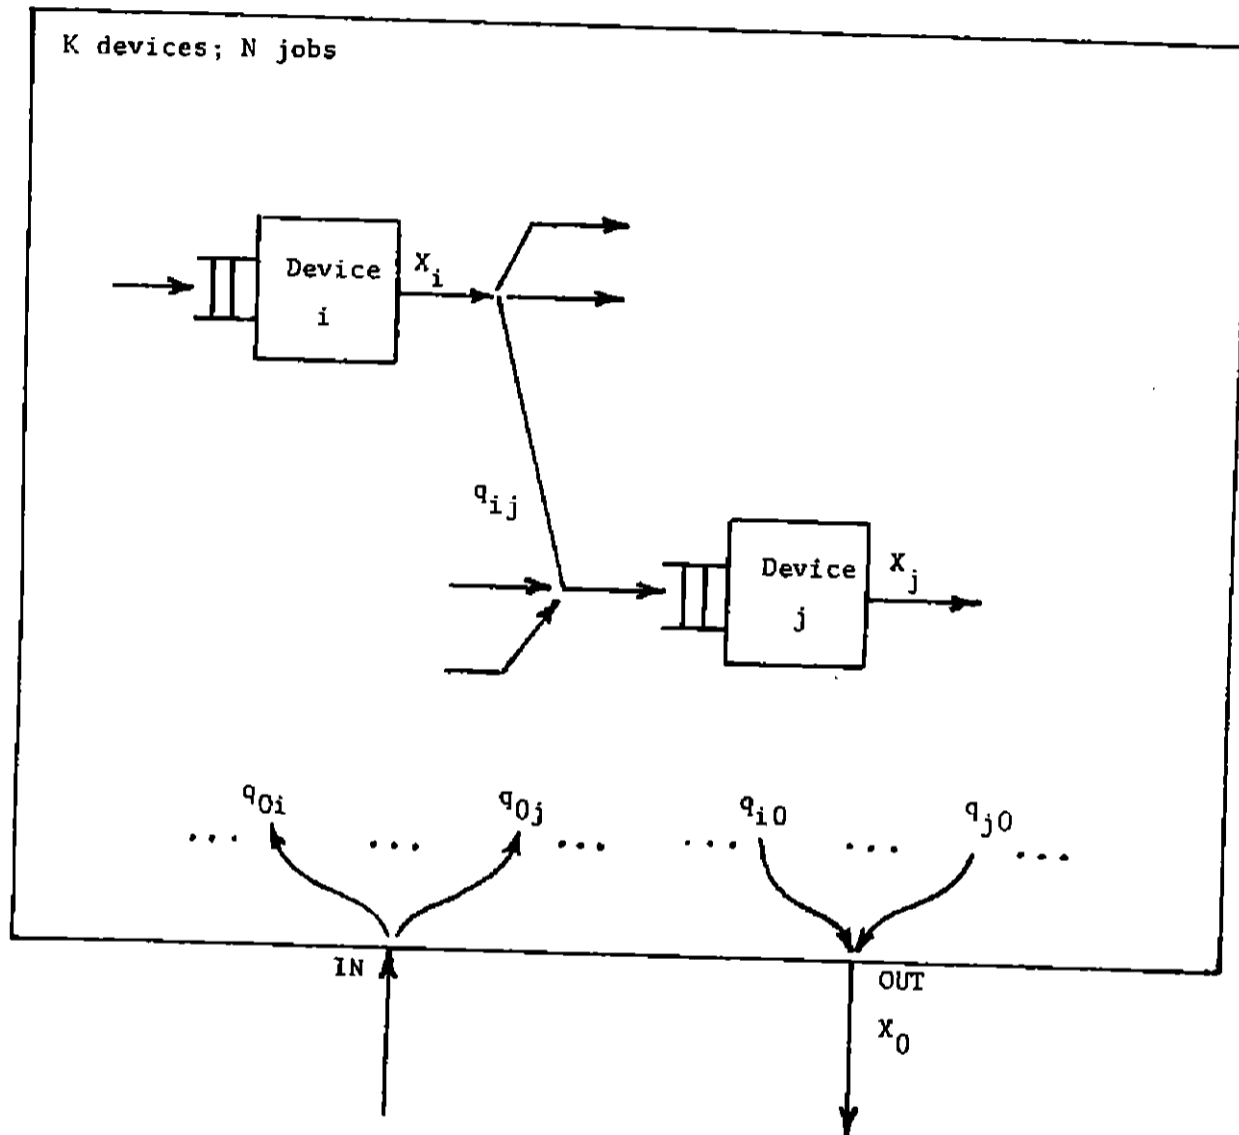 K devices; N jobs
Device
i
X_i
q_ij
Device
j
X_j
q_0i
q_0j
q_i0
q_j0
... ... ... ... ... ...
IN
OUT
X_0